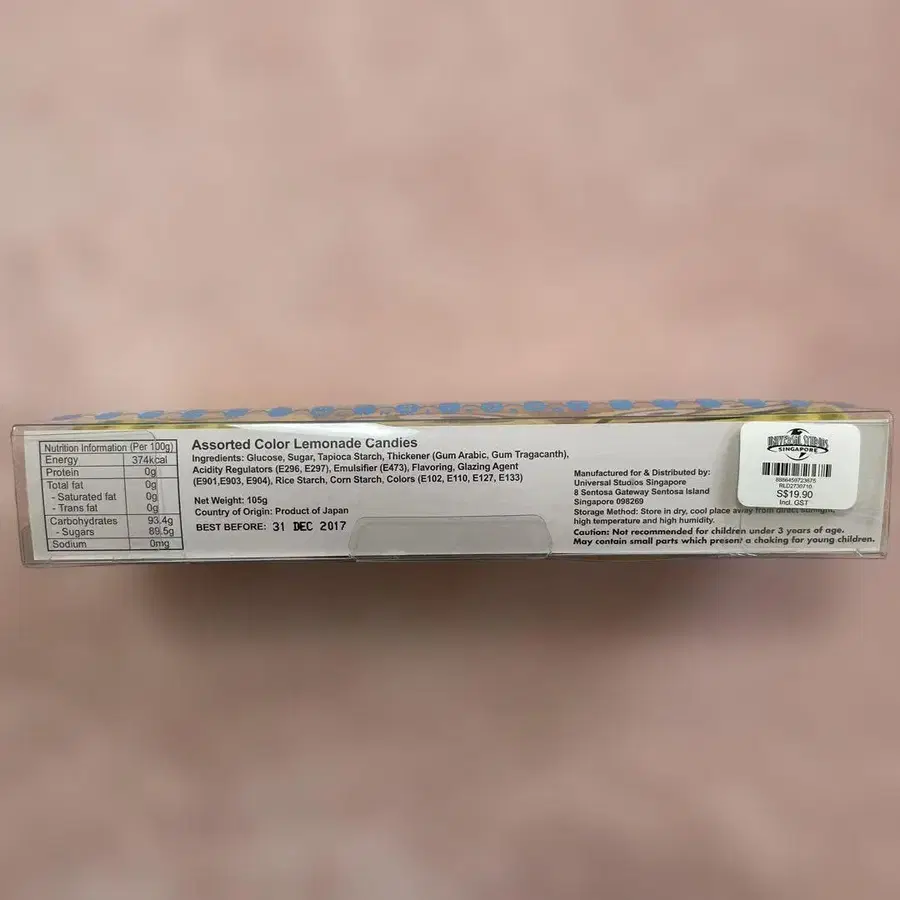 Nutrition Information (Per 100g)
Energy 374kcal
Protein 0g
Total fat 0g
- Saturated fat 0g
- Trans fat 0g
Carbohydrates 93.4g
- Sugars 89.5g
Sodium 0mg
Assorted Color Lemonade Candies
Ingredients: Glucose, Sugar, Tapioca Starch, Thickener (Gum Arabic, Gum Tragacanth),
Acidity Regulators (E296, E297), Emulsifier (E473), Flavoring, Glazing Agent
(E901,E903, E904), Rice Starch, Corn Starch, Colors (E102, E110, E127, E133)
Net Weight: 105g
Country of Origin: Product of Japan
BEST BEFORE: 31 DEC 2017
Manufactured for & Distributed by:
Universal Studios Singapore
8 Sentosa Gateway Sentosa Island
Singapore 098269
Storage Method: Store in dry, cool place away from direct sunlight,
high temperature and high humidity.
Caution: Not recommended for children under 3 years of age.
May contain small parts which present a choking for young children.
UNIVERSAL STUDIOS
SINGAPORE
RLD2730710
S$19.90
Incl. GST